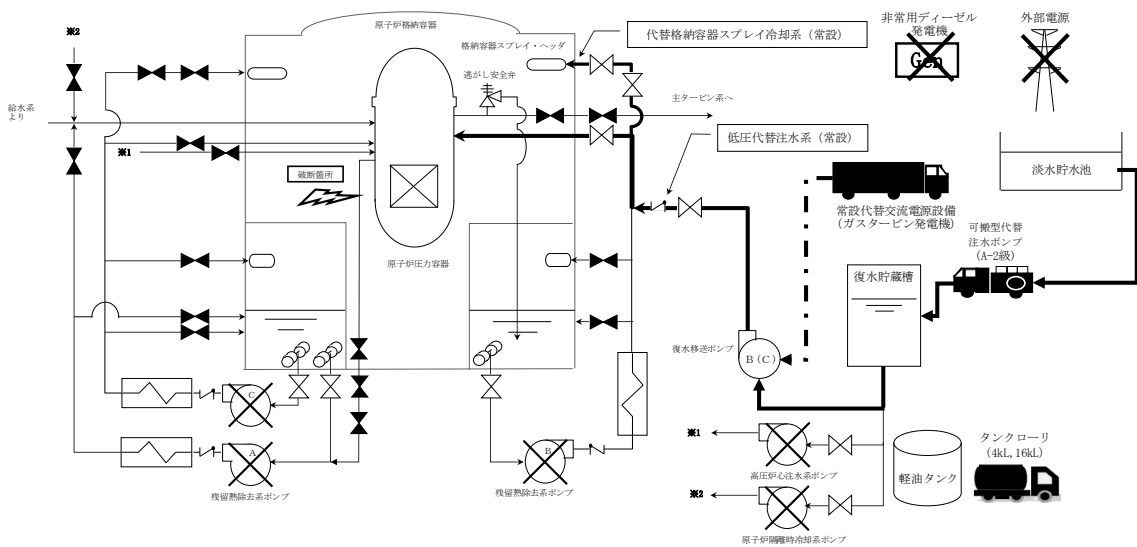 原子炉格納容器
※2
格納容器スプレイ・ヘッダ
代替格納容器スプレイ冷却系(常設)
非常用ディーゼル
発電機
Gen
外部電源
逃がし安全弁
給水系
より
主タービン系へ
※1
低圧代替注水系(常設)
破断箇所
淡水貯水池
常設代替交流電源設備
(ガスタービン発電機)
可搬型代替
注水ポンプ
(A-2級)
原子炉圧力容器
復水貯蔵槽
復水移送ポンプ
B(C)
C
A
B
残留熱除去系ポンプ
残留熱除去系ポンプ
※1
高圧炉心注水系ポンプ
※2
原子炉隔離時冷却系ポンプ
軽油タンク
タンクローリ
(4kL,16kL)